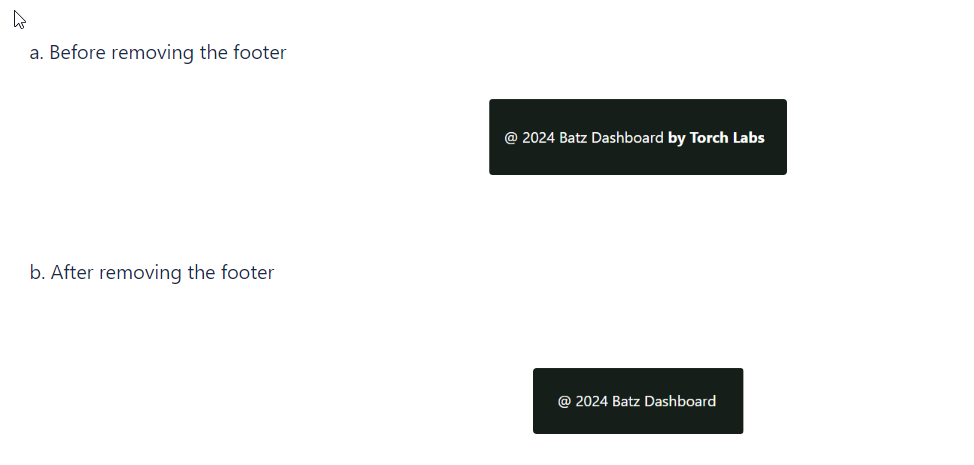 a. Before removing the footer
@ 2024 Batz Dashboard by Torch Labs
b. After removing the footer
@ 2024 Batz Dashboard